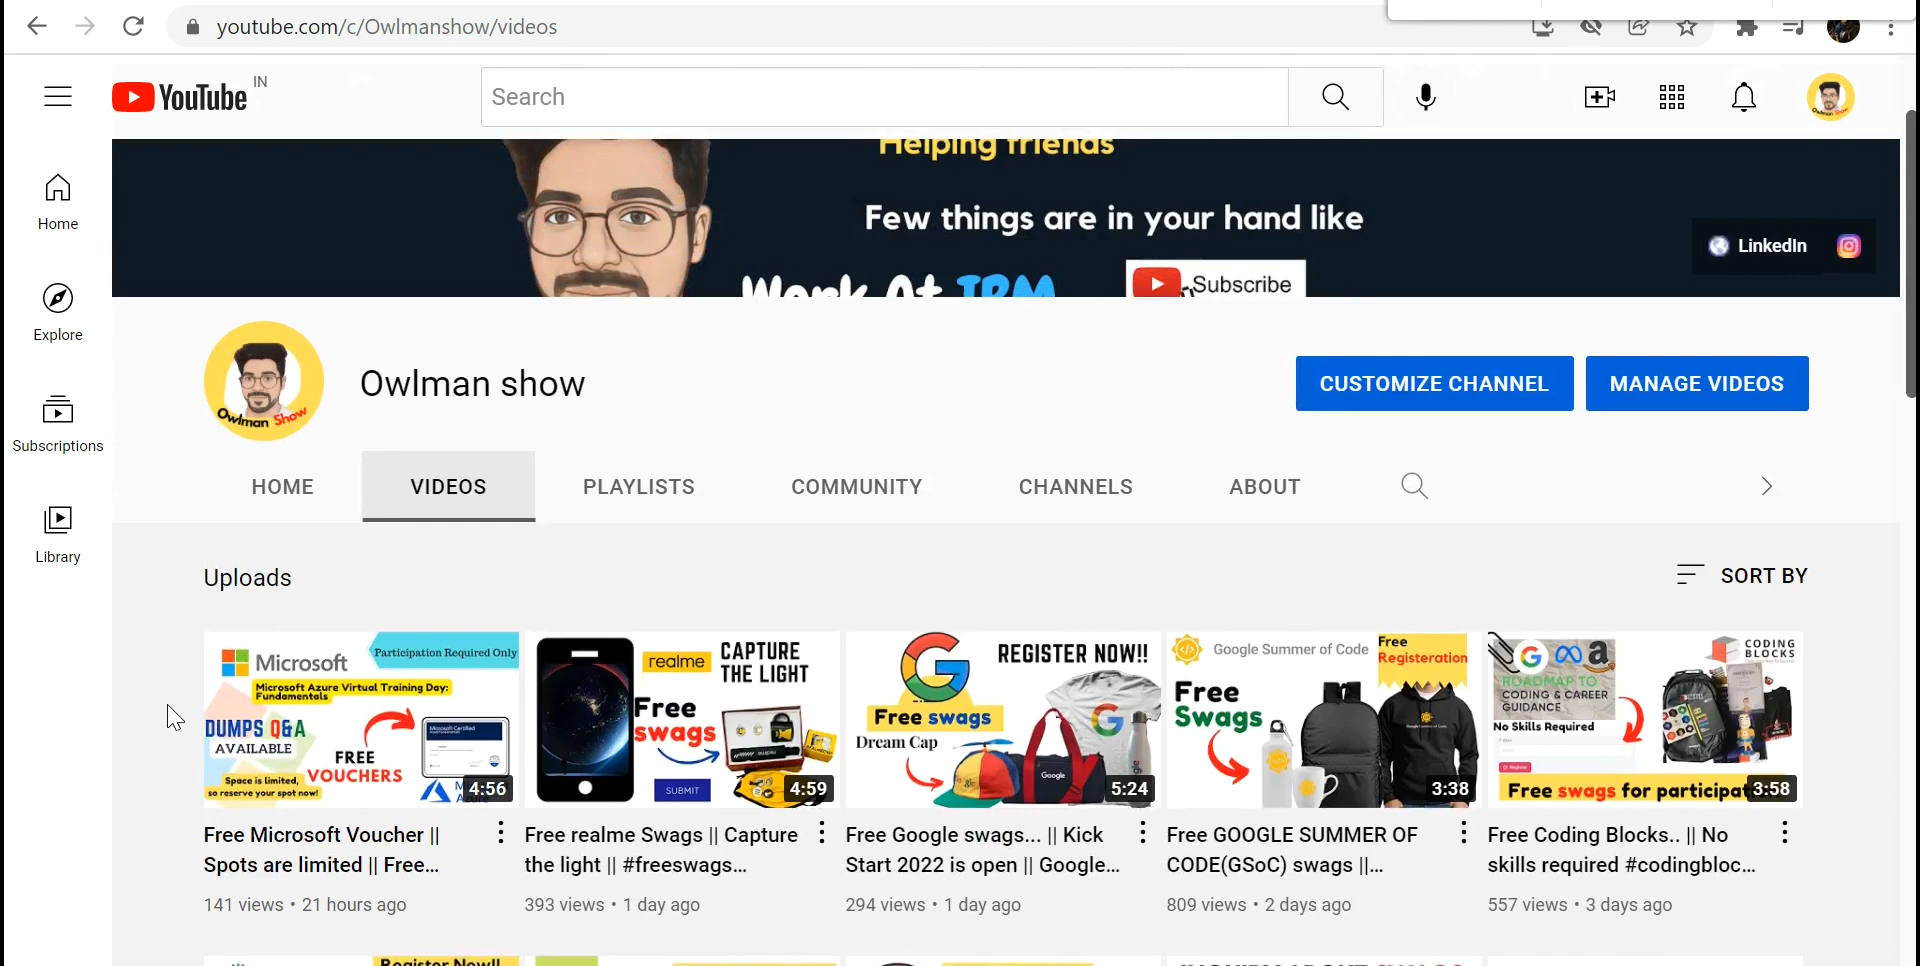 youtube.com/c/Owlmanshow/videos
YouTube IN
Search
Home
Explore
Subscriptions
Library
Helping friends
Few things are in your hand like
Work At IBM
Subscribe
LinkedIn
Owlman Show
Owlman show
CUSTOMIZE CHANNEL
MANAGE VIDEOS
HOME VIDEOS PLAYLISTS COMMUNITY CHANNELS ABOUT
Uploads
SORT BY
Microsoft
Participation Required Only
Microsoft Azure Virtual Training Day:
Fundamentals
DUMPS Q&A
AVAILABLE
FREE
VOUCHERS
Space is limited,
so reserve your spot now!
4:56
Free Microsoft Voucher ||
Spots are limited || Free...
141 views • 21 hours ago
realme
CAPTURE
THE LIGHT
Free
swags
SUBMIT
4:59
Free realme Swags || Capture
the light || #freeswags...
393 views • 1 day ago
REGISTER NOW!!
Free swags
Dream Cap
Google
5:24
Free Google swags... || Kick
Start 2022 is open || Google...
294 views • 1 day ago
Google Summer of Code
Free
Registeration
Free
Swags
3:38
Free GOOGLE SUMMER OF
CODE(GSoC) swags ||...
809 views • 2 days ago
CODING
BLOCKS
ROADMAP TO
CODING & CAREER
GUIDANCE
No Skills Required
Free swags for participat
3:58
Free Coding Blocks.. || No
skills required #codingbloc...
557 views • 3 days ago
Register Now!!